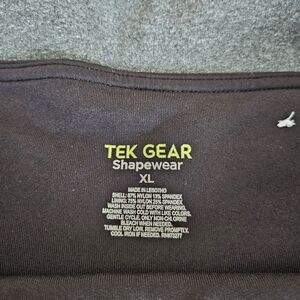 TEK GEAR
Shapewear
XL
MADE IN LESOTHO
SHELL: 87% NYLON 13% SPANDEX
LINING: 75% NYLON 25% SPANDEX
WASH INSIDE OUT BEFORE WEARING.
MACHINE WASH COLD WITH LIKE COLORS.
GENTLE CYCLE. ONLY NON-CHLORINE
BLEACH WHEN NEEDED.
TUMBLE DRY LOW. REMOVE PROMPTLY.
COOL IRON IF NEEDED. RN#73277